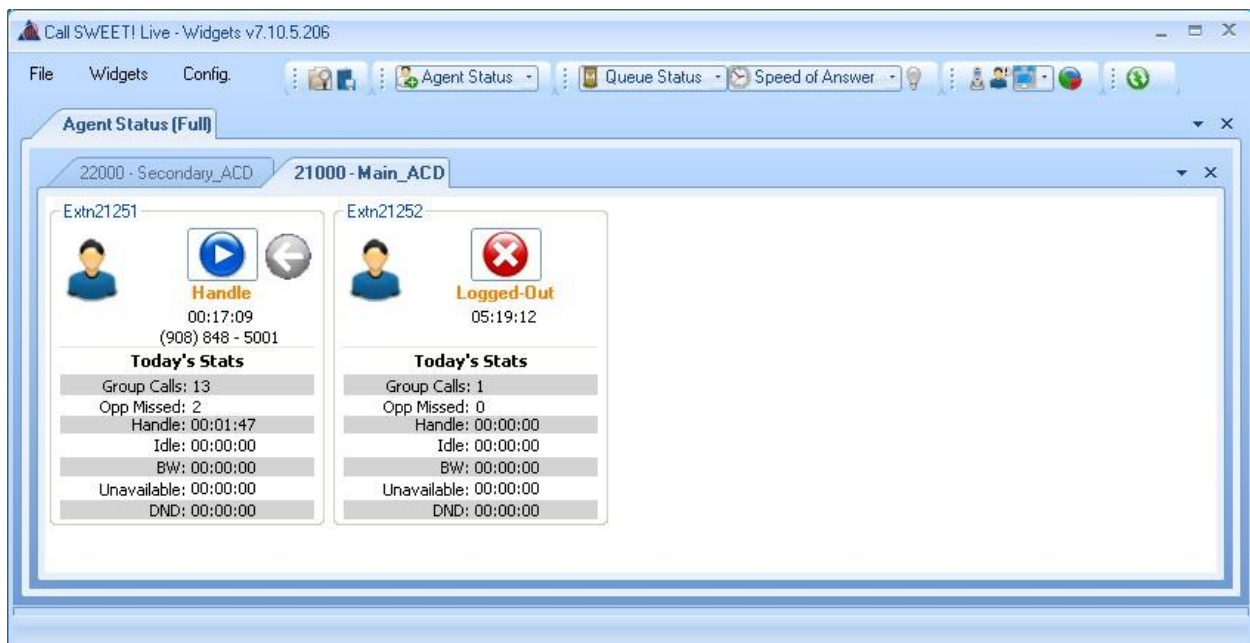 Call SWEET! Live - Widgets v7.10.5.206
File Widgets Config. Agent Status Queue Status Speed of Answer
Agent Status (Full)
22000 - Secondary_ACD 21000 - Main_ACD
Extn21251
Handle
00:17:09
(908) 848 - 5001
Today's Stats
Group Calls: 13
Opp Missed: 2
Handle: 00:01:47
Idle: 00:00:00
BW: 00:00:00
Unavailable: 00:00:00
DND: 00:00:00
Extn21252
Logged-Out
05:19:12
Today's Stats
Group Calls: 1
Opp Missed: 0
Handle: 00:00:00
Idle: 00:00:00
BW: 00:00:00
Unavailable: 00:00:00
DND: 00:00:00